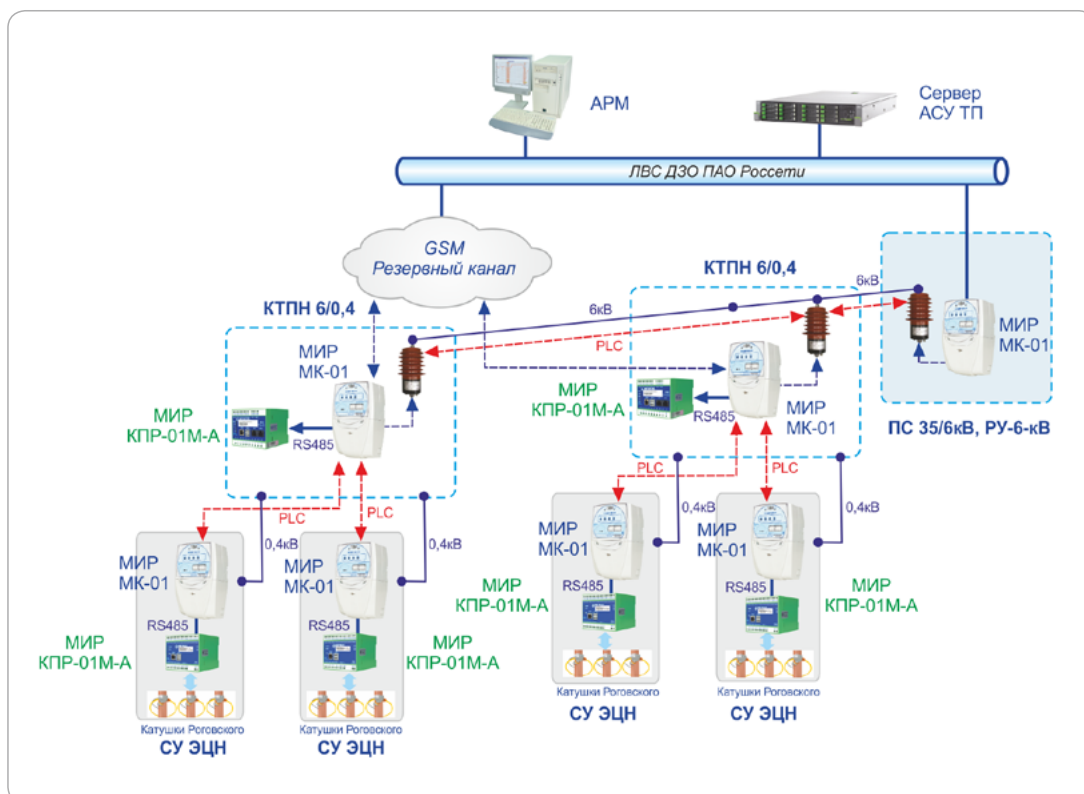 АРМ
Сервер
АСУ ТП
ЛВС ДЗО ПАО Россети
GSM
Резервный канал
КТПН 6/0,4
КТПН 6/0,4
6кВ
6кВ
PLC
МИР
МК-01
МИР
КПР-01М-А
RS485
МИР
КПР-01М-А
RS485
МИР
МК-01
МИР
МК-01
ПС 35/6кВ, РУ-6-кВ
PLC
PLC
0,4кВ
0,4кВ
PLC
PLC
0,4кВ
0,4кВ
МИР
МК-01
RS485
МИР
КПР-01М-А
Катушки Роговского
СУ ЭЦН
МИР
МК-01
RS485
МИР
КПР-01М-А
Катушки Роговского
СУ ЭЦН
МИР
МК-01
RS485
МИР
КПР-01М-А
Катушки Роговского
СУ ЭЦН
МИР
МК-01
RS485
МИР
КПР-01М-А
Катушки Роговского
СУ ЭЦН